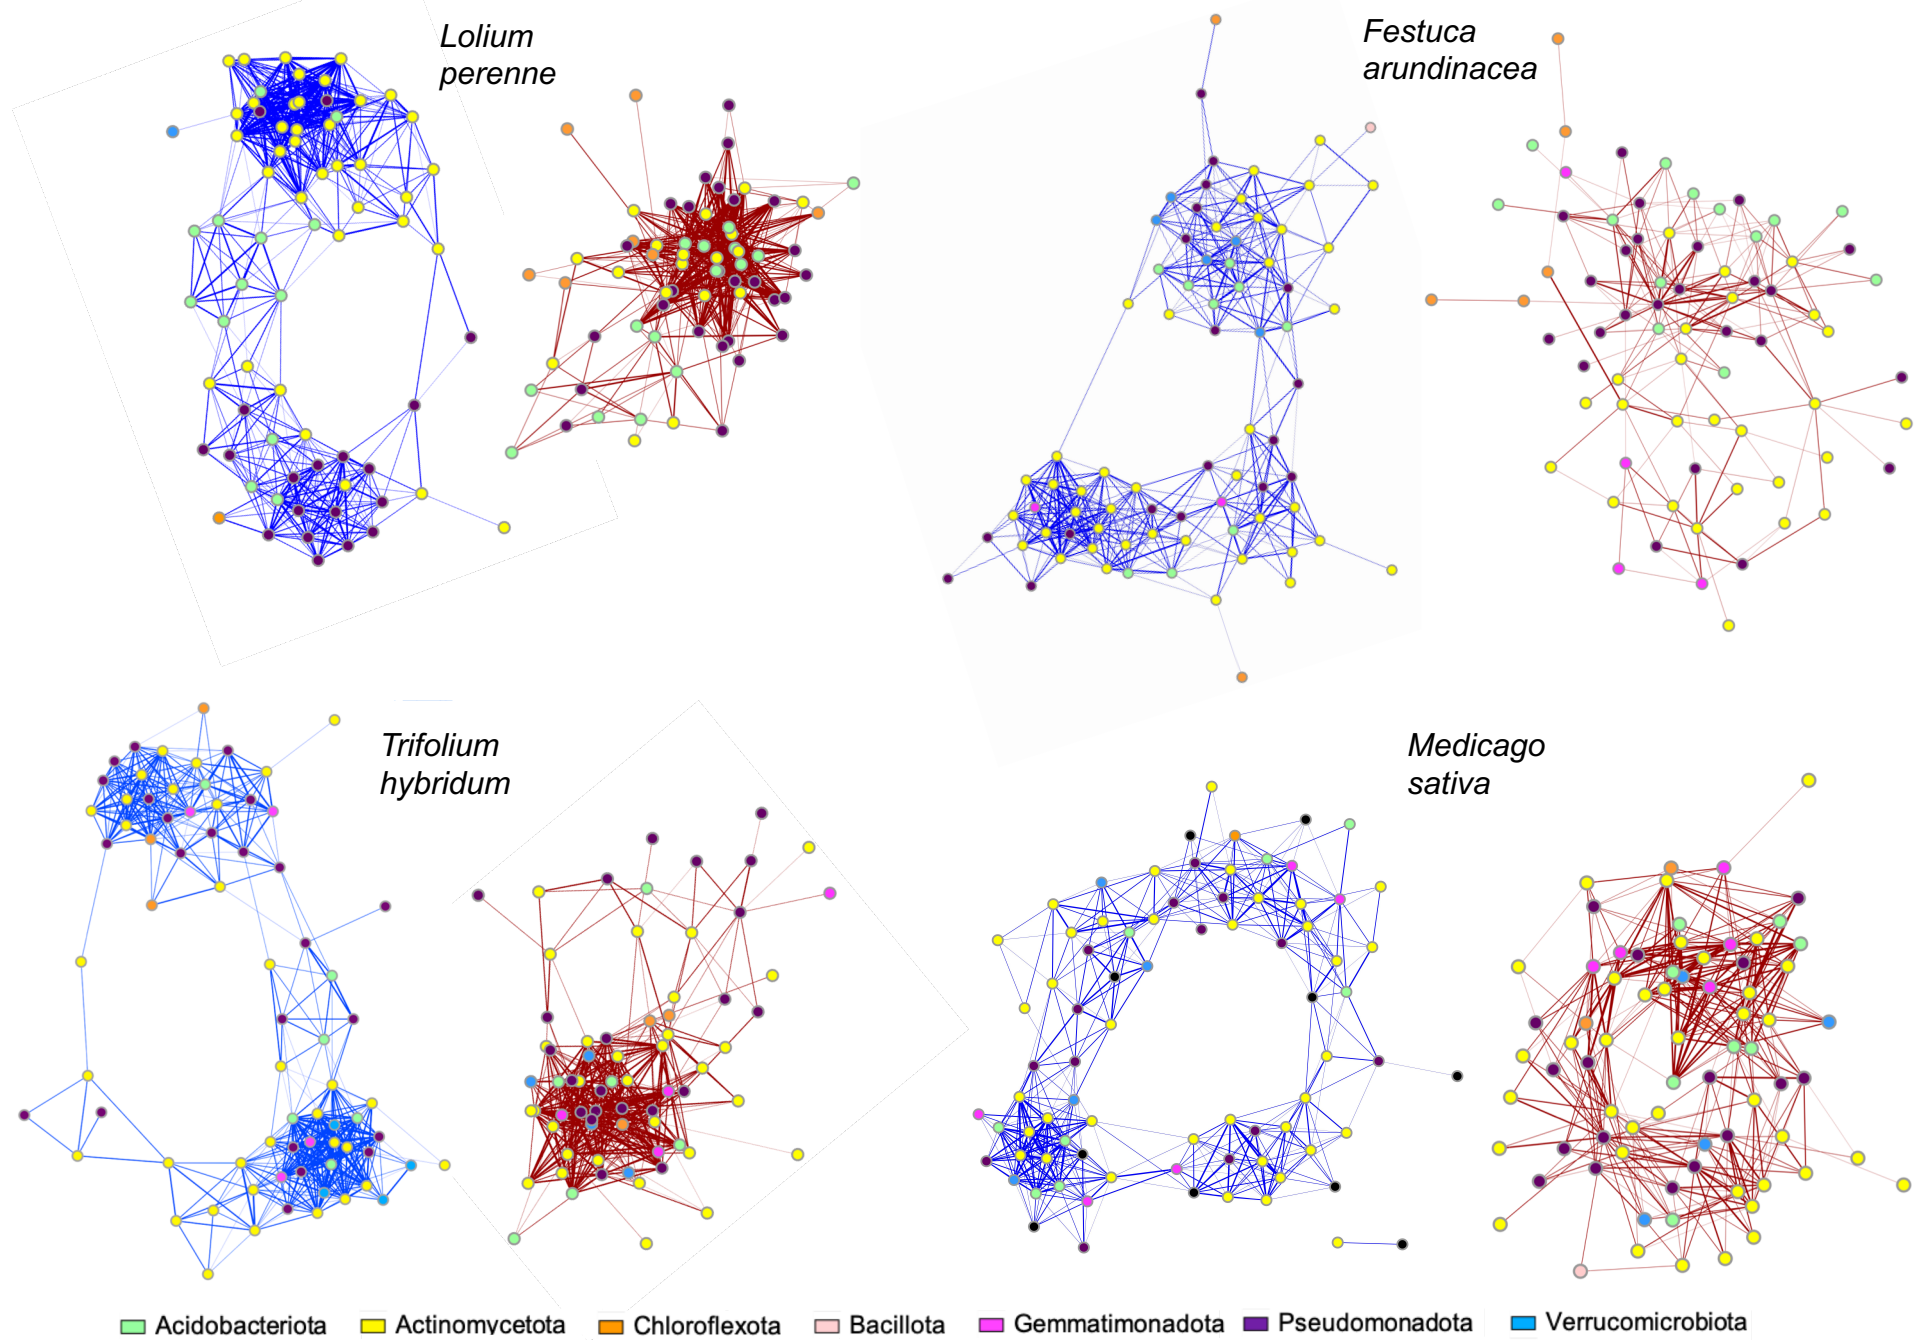 Lolium
perenne
Festuca
arundinacea
Trifolium
hybridum
Medicago
sativa
Acidobacteriota Actinomycetota Chloroflexota Bacillota Gemmatimonadota Pseudomonadota Verrucomicrobiota